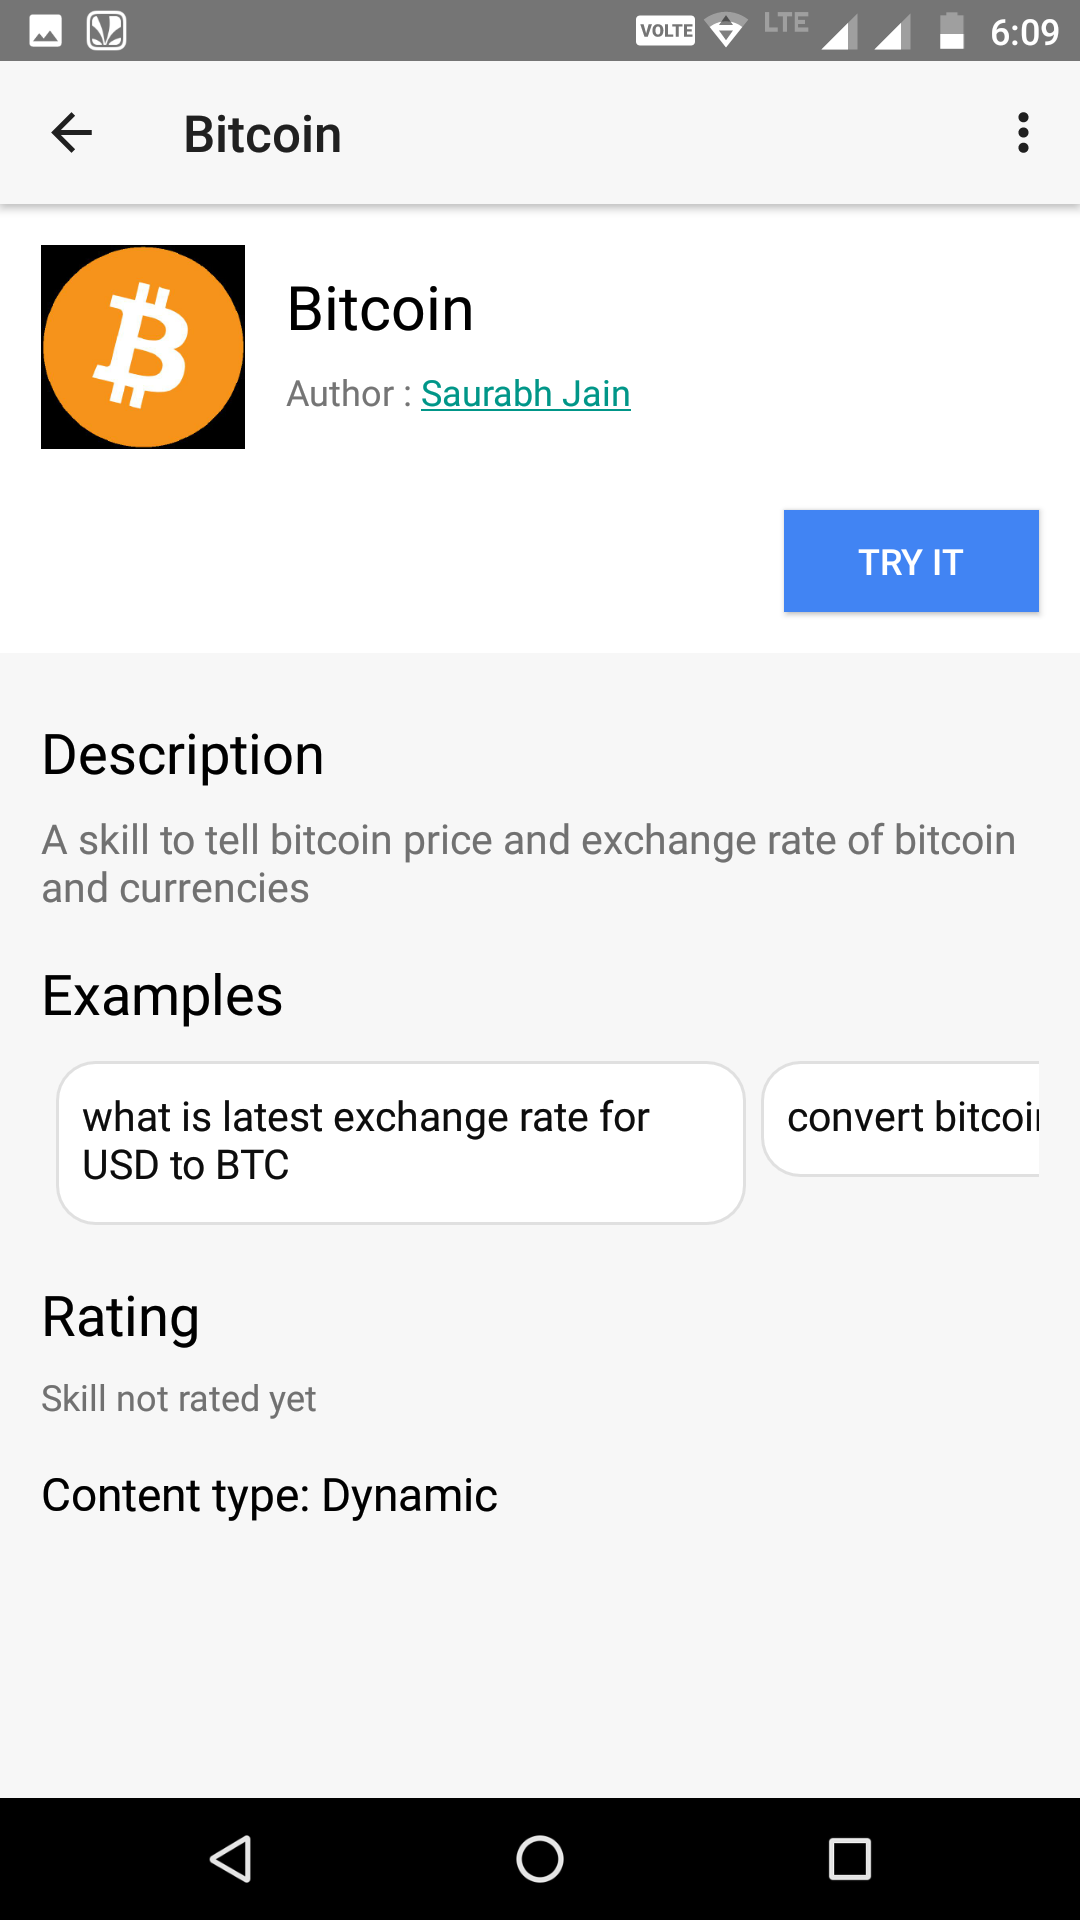 VOLTE LTE 6:09
Bitcoin
Bitcoin
Author : Saurabh Jain
TRY IT
Description
A skill to tell bitcoin price and exchange rate of bitcoin
and currencies
Examples
what is latest exchange rate for
USD to BTC
convert
Rating
Skill not rated yet
Content type: Dynamic